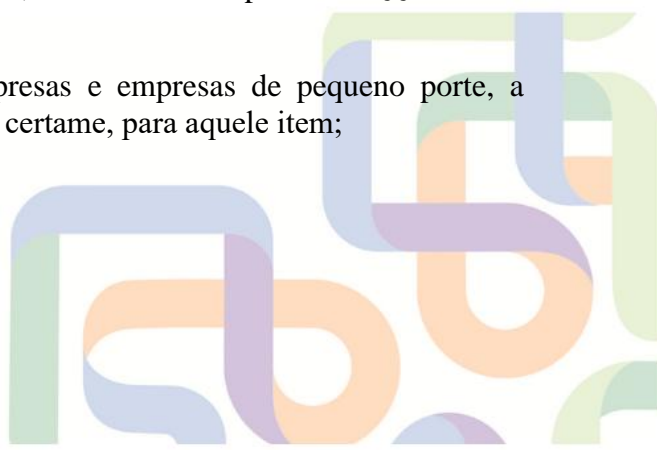 presas e empresas de pequeno porte, a
certame, para aquele item;